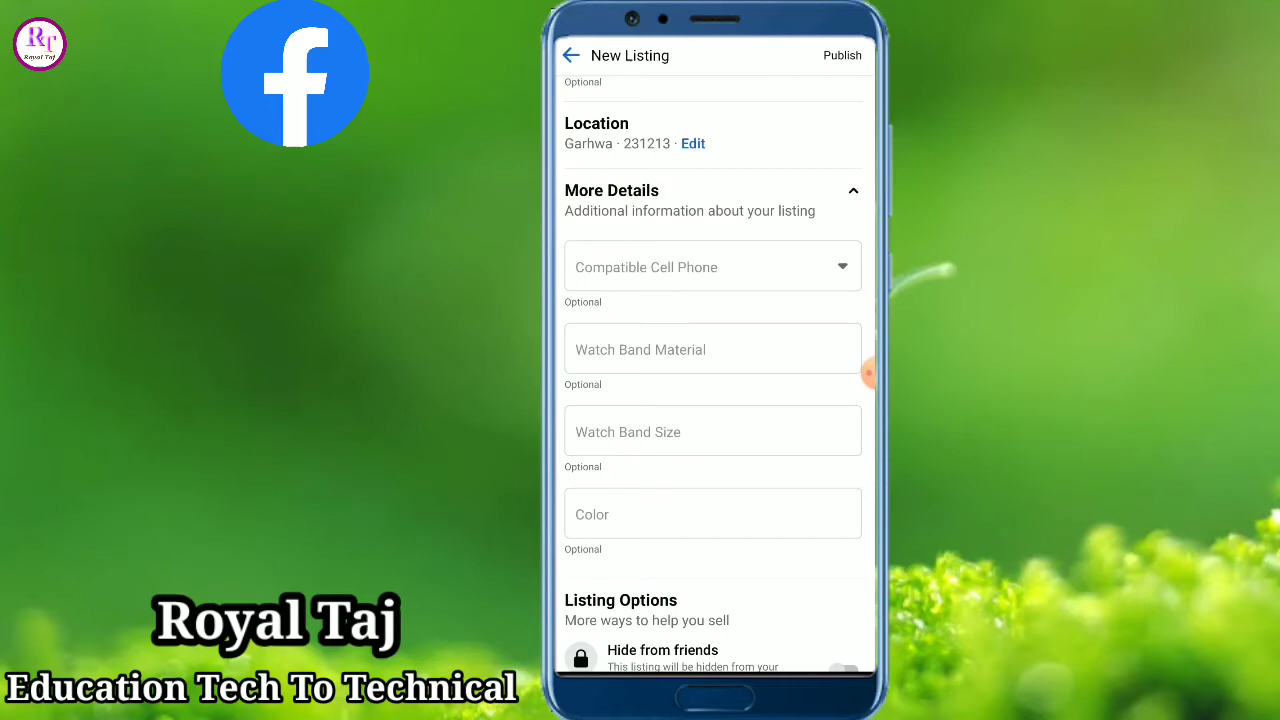 RT
Royal Taj
New Listing
Publish
Optional
Location
Garhwa · 231213 · Edit
More Details
Additional information about your listing
Compatible Cell Phone
Optional
Watch Band Material
Optional
Watch Band Size
Optional
Color
Optional
Listing Options
More ways to help you sell
Hide from friends
This listing will be hidden from your
Royal Taj
Education Tech To Technical